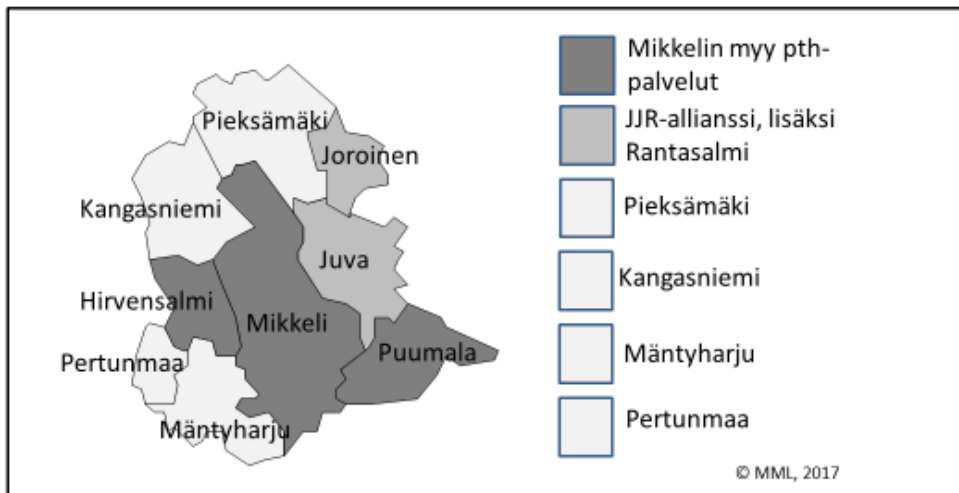 Pieksämäki
Joroinen
Kangasniemi
Juva
Hirvensalmi
Mikkeli
Pertunmaa
Puumala
Mäntyharju
Mikkelin myy pth-
palvelut
JJR-allianssi, lisäksi
Rantasalmi
Pieksämäki
Kangasniemi
Mäntyharju
Pertunmaa
© MML, 2017